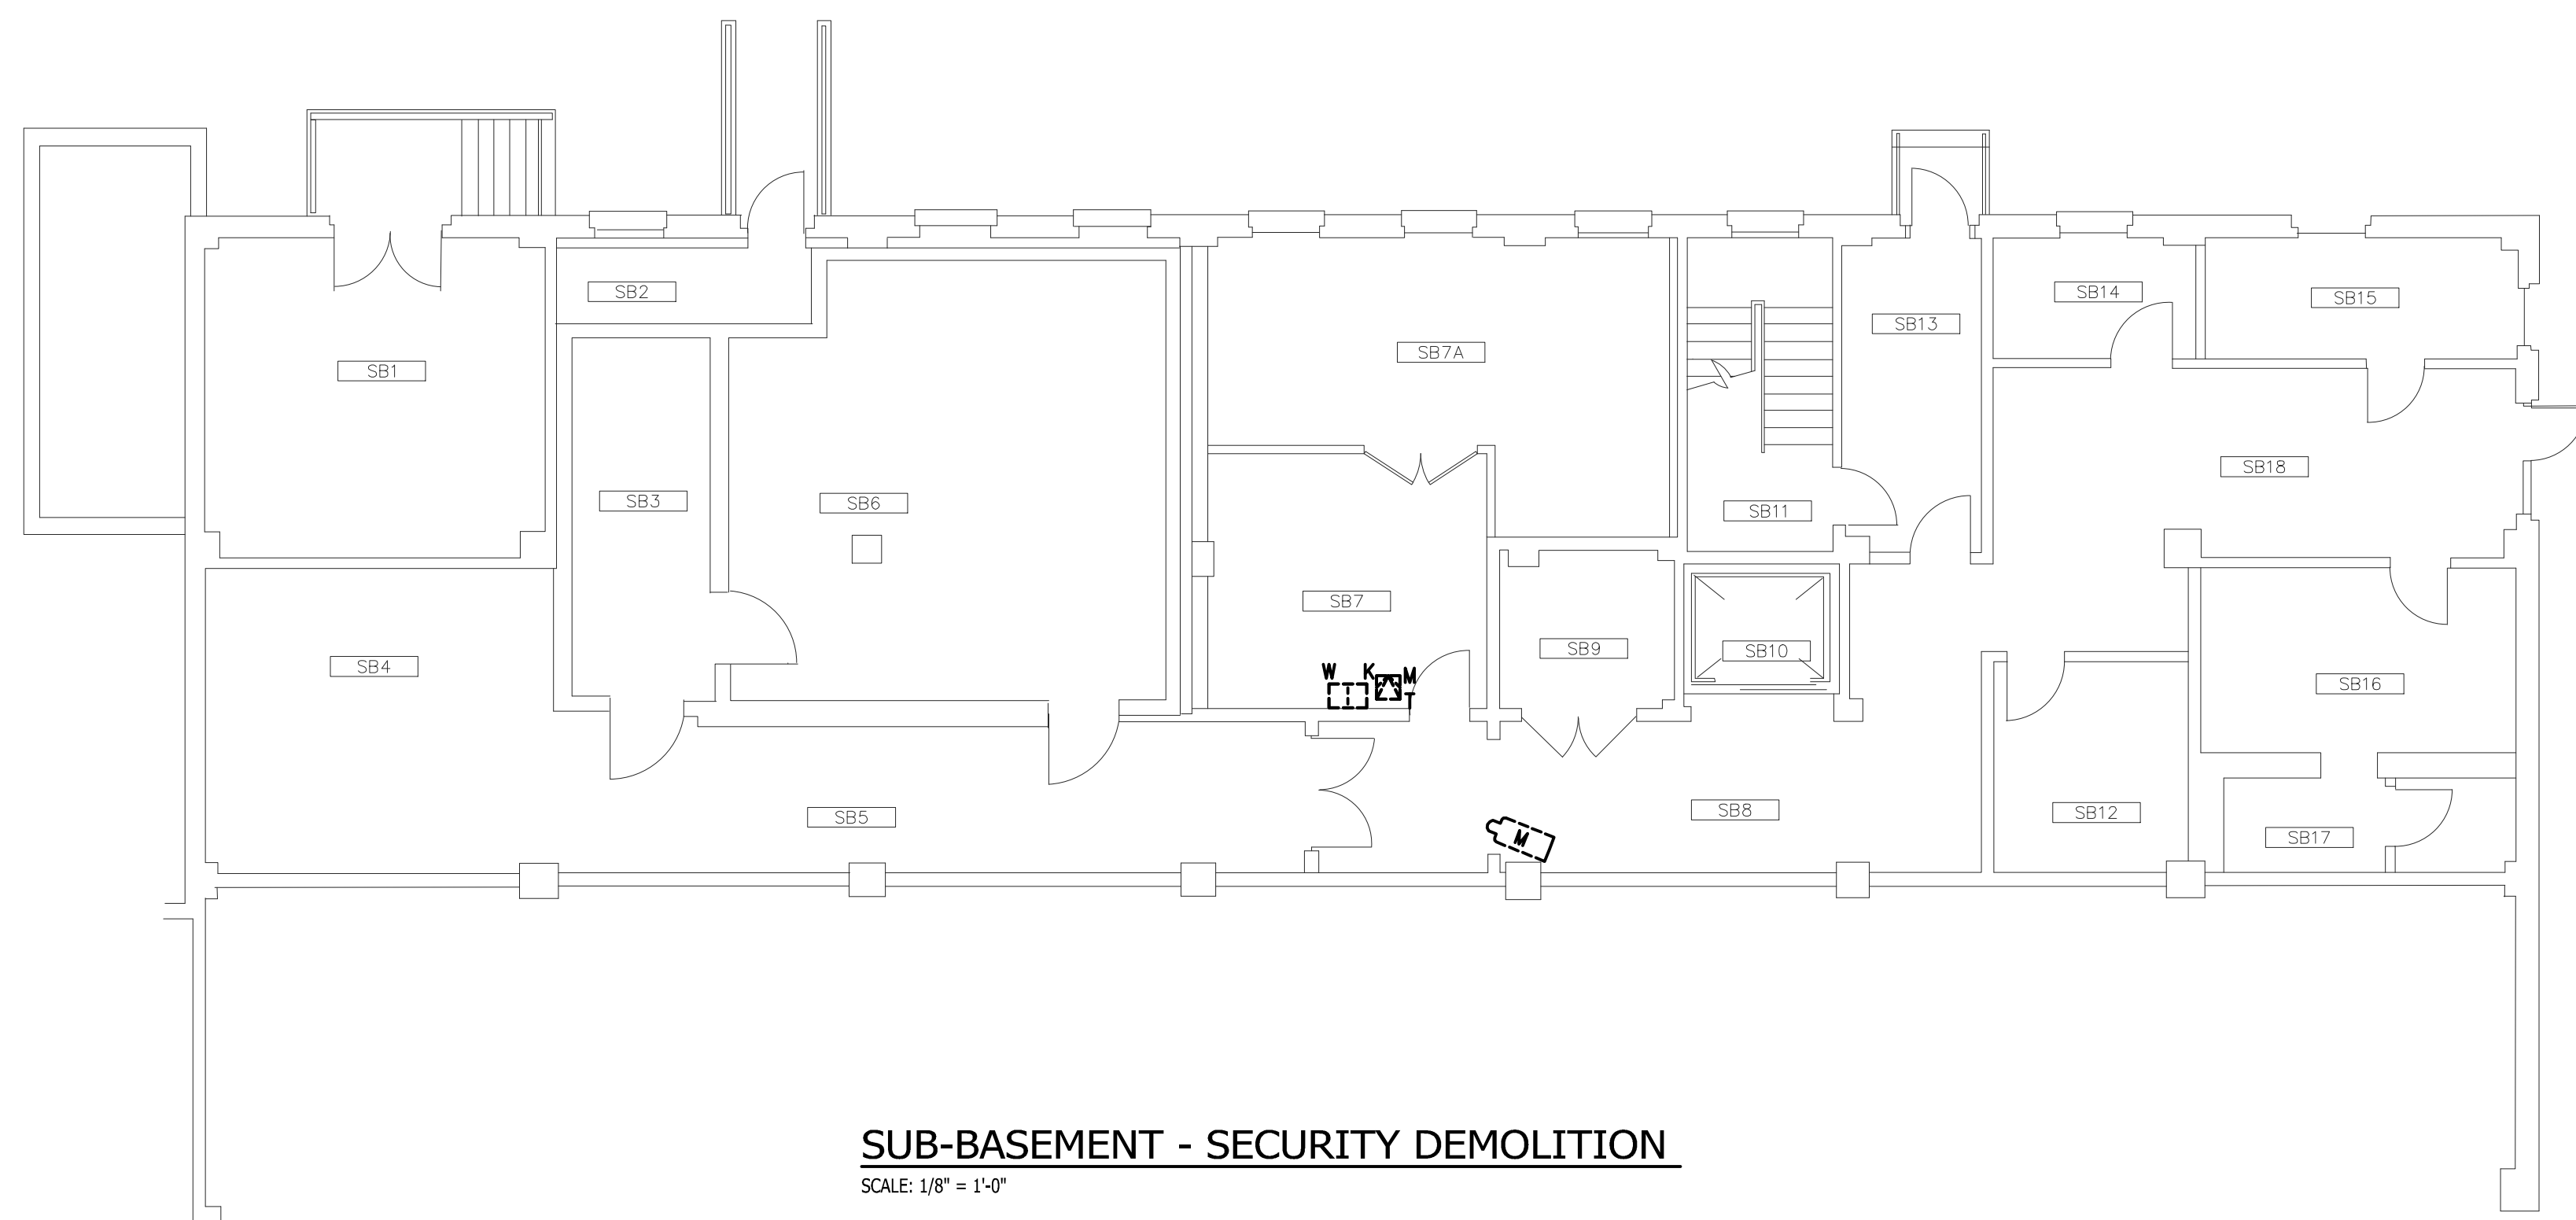 SB2
SB14
SB15
SB13
SB7A
SB1
SB18
SB3
SB6
SB11
SB7
SB9
SB10
SB4
W K M
T
SB16
SB8
SB12
SB5
M
SB17
SUB-BASEMENT - SECURITY DEMOLITION
SCALE: 1/8" = 1'-0"